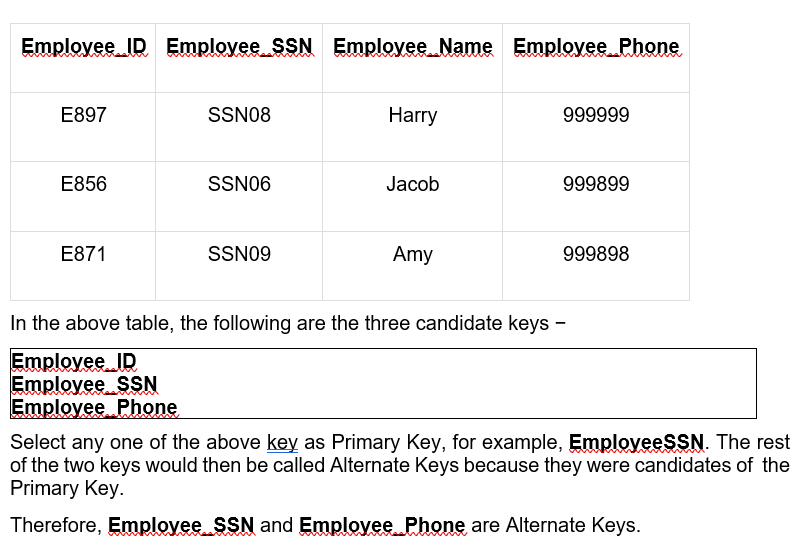 Employee_ID Employee_SSN Employee_Name Employee_Phone
E897 SSN08 Harry 999999
E856 SSN06 Jacob 999899
E871 SSN09 Amy 999898
In the above table, the following are the three candidate keys −
Employee_ID
Employee_SSN
Employee_Phone
Select any one of the above key as Primary Key, for example, EmployeeSSN. The rest
of the two keys would then be called Alternate Keys because they were candidates of the
Primary Key.
Therefore, Employee_SSN and Employee_Phone are Alternate Keys.